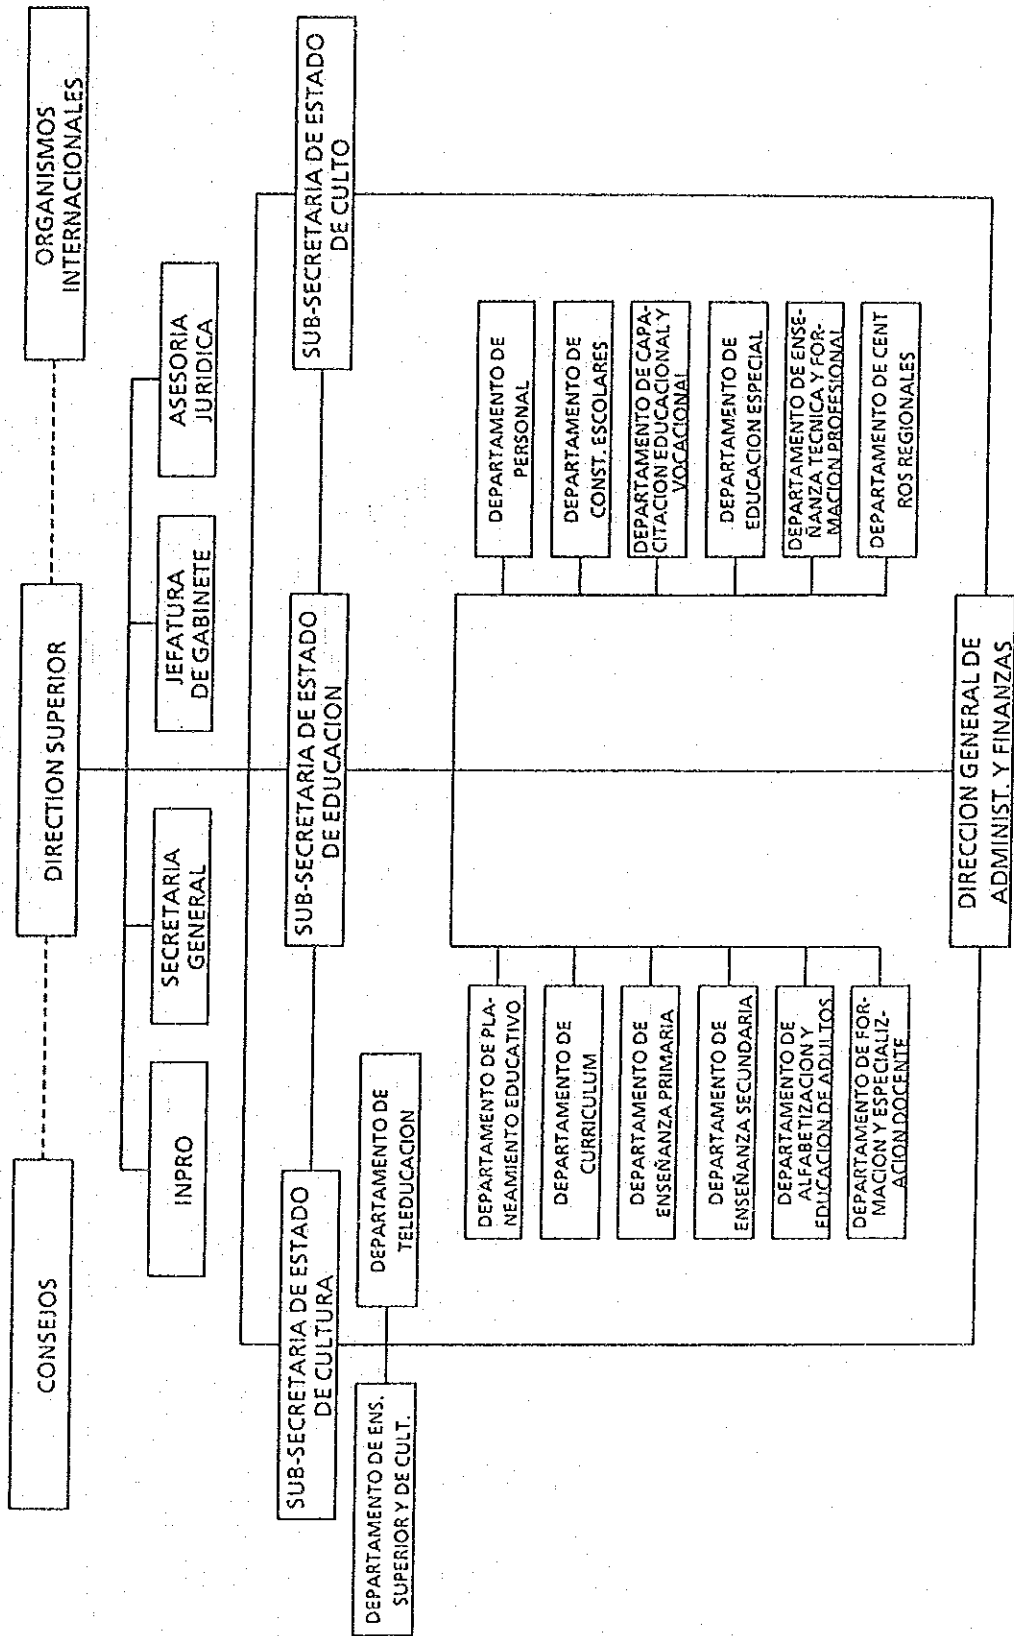 CONSEJOS
DIRECTION SUPERIOR
ORGANISMOS
INTERNACIONALES
INPRO
SECRETARIA
GENERAL
JEFATURA
DE GABINETE
ASESORIA
JURIDICA
SUB-SECRETARIA DE ESTADO
DE CULTURA
SUB-SECRETARIA DE ESTADO
DE EDUCACION
SUB-SECRETARIA DE ESTADO
DE CULTO
DEPARTAMENTO DE ENS.
SUPERIOR Y DE CULT.
DEPARTAMENTO DE
TELEDUCACION
DEPARTAMENTO DE PLA-
NEAMIENTO EDUCATIVO
DEPARTAMENTO DE
CURRICULUM
DEPARTAMENTO DE
ENSEÑANZA PRIMARIA
DEPARTAMENTO DE
ENSEÑANZA SECUNDARIA
DEPARTAMENTO DE
ALFABETIZACION Y
EDUCACION DE ADULTOS
DEPARTAMENTO DE FOR-
MACION Y ESPECIALIZ-
ACION DOCENTE
DEPARTAMENTO DE
PERSONAL
DEPARTAMENTO DE
CONST. ESCOLARES
DEPARTAMENTO DE CAPA-
CITACION EDUCACIONAL Y
VOCACIONAL
DEPARTAMENTO DE
EDUCACION ESPECIAL
DEPARTAMENTO DE ENSE-
ÑANZA TECNICA Y FOR-
MACION PROFESIONAL
DEPARTAMENTO DE CENT
ROS REGIONALES
DIRECCION GENERAL DE
ADMINIST. Y FINANZAS